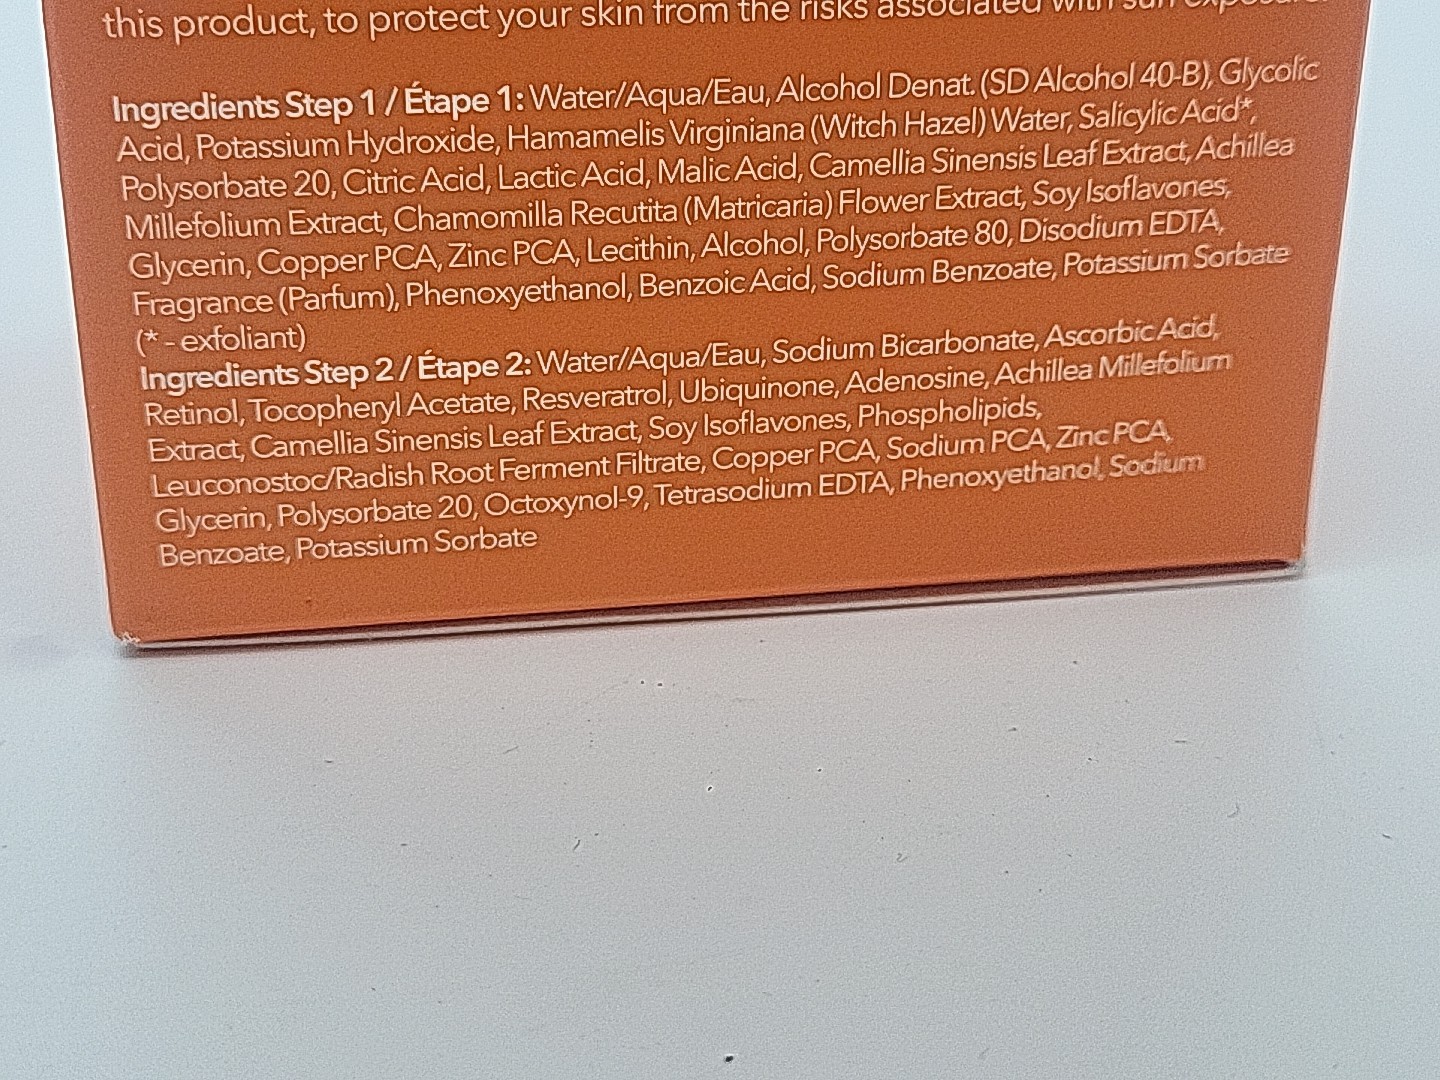 this product, to protect your skin from the risks associated with sun exposure.
Ingredients Step 1 / Étape 1: Water/Aqua/Eau, Alcohol Denat. (SD Alcohol 40-B), Glycolic
Acid, Potassium Hydroxide, Hamamelis Virginiana (Witch Hazel) Water, Salicylic Acid*,
Polysorbate 20, Citric Acid, Lactic Acid, Malic Acid, Camellia Sinensis Leaf Extract, Achillea
Millefolium Extract, Chamomilla Recutita (Matricaria) Flower Extract, Soy Isoflavones,
Glycerin, Copper PCA, Zinc PCA, Lecithin, Alcohol, Polysorbate 80, Disodium EDTA,
Fragrance (Parfum), Phenoxyethanol, Benzoic Acid, Sodium Benzoate, Potassium Sorbate
(* - exfoliant)
Ingredients Step 2 / Étape 2: Water/Aqua/Eau, Sodium Bicarbonate, Ascorbic Acid,
Retinol, Tocopheryl Acetate, Resveratrol, Ubiquinone, Adenosine, Achillea Millefolium
Extract, Camellia Sinensis Leaf Extract, Soy Isoflavones, Phospholipids,
Leuconostoc/Radish Root Ferment Filtrate, Copper PCA, Sodium PCA, Zinc PCA,
Glycerin, Polysorbate 20, Octoxynol-9, Tetrasodium EDTA, Phenoxyethanol, Sodium
Benzoate, Potassium Sorbate